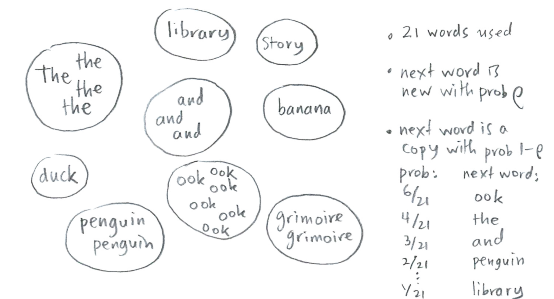 library
story
the
The
the
the
and
and
and
banana
duck
ook
ook
ook
ook
ook
ook
penguin
penguin
grimoire
grimoire
• 21 words used
• next word is
new with prob ρ
• next word is a
copy with prob 1-ρ
prob: next word:
6/21 ook
4/21 the
3/21 and
2/21 penguin
⋮
1/21 library